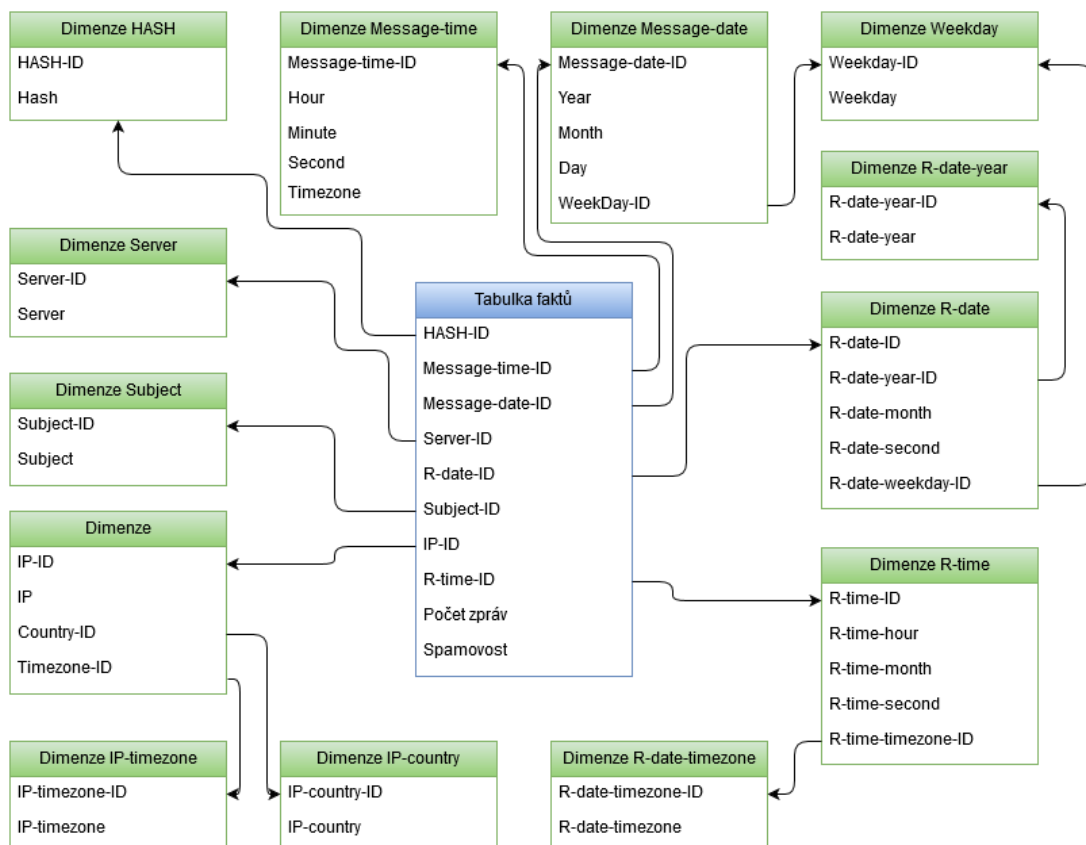 Dimenze HASH
HASH-ID
Hash
Dimenze Message-time
Message-time-ID
Hour
Minute
Second
Timezone
Dimenze Message-date
Message-date-ID
Year
Month
Day
WeekDay-ID
Dimenze Weekday
Weekday-ID
Weekday
Dimenze R-date-year
R-date-year-ID
R-date-year
Dimenze Server
Server-ID
Server
Tabulka faktů
HASH-ID
Message-time-ID
Message-date-ID
Server-ID
R-date-ID
Subject-ID
IP-ID
R-time-ID
Počet zpráv
Spamovost
Dimenze R-date
R-date-ID
R-date-year-ID
R-date-month
R-date-second
R-date-weekday-ID
Dimenze Subject
Subject-ID
Subject
Dimenze
IP-ID
IP
Country-ID
Timezone-ID
Dimenze R-time
R-time-ID
R-time-hour
R-time-month
R-time-second
R-time-timezone-ID
Dimenze IP-timezone
IP-timezone-ID
IP-timezone
Dimenze IP-country
IP-country-ID
IP-country
Dimenze R-date-timezone
R-date-timezone-ID
R-date-timezone